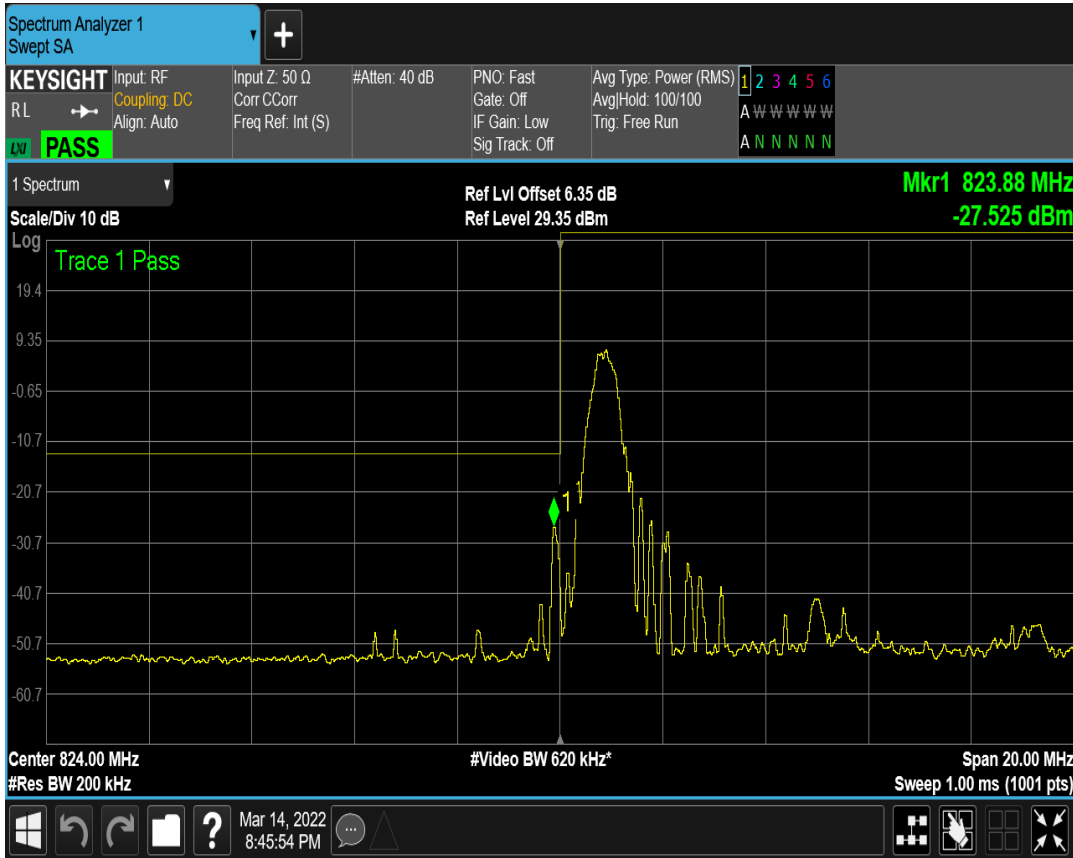 Spectrum Analyzer 1
Swept SA
+
KEYSIGHT
R L
LXI
PASS
Input: RF
Coupling: DC
Align: Auto
Input Z: 50 Ω
Corr CCorr
Freq Ref: Int (S)
#Atten: 40 dB
PNO: Fast
Gate: Off
IF Gain: Low
Sig Track: Off
Avg Type: Power (RMS)
Avg|Hold: 100/100
Trig: Free Run
1 2 3 4 5 6
A W W W W W
A N N N N N
1 Spectrum
Scale/Div 10 dB
Ref Lvl Offset 6.35 dB
Ref Level 29.35 dBm
Mkr1 823.88 MHz
-27.525 dBm
Log
Trace 1 Pass
19.4
9.35
-0.65
-10.7
-20.7
1
-30.7
-40.7
-50.7
-60.7
Center 824.00 MHz
#Video BW 620 kHz*
Span 20.00 MHz
#Res BW 200 kHz
Sweep 1.00 ms (1001 pts)
?
Mar 14, 2022
8:45:54 PM